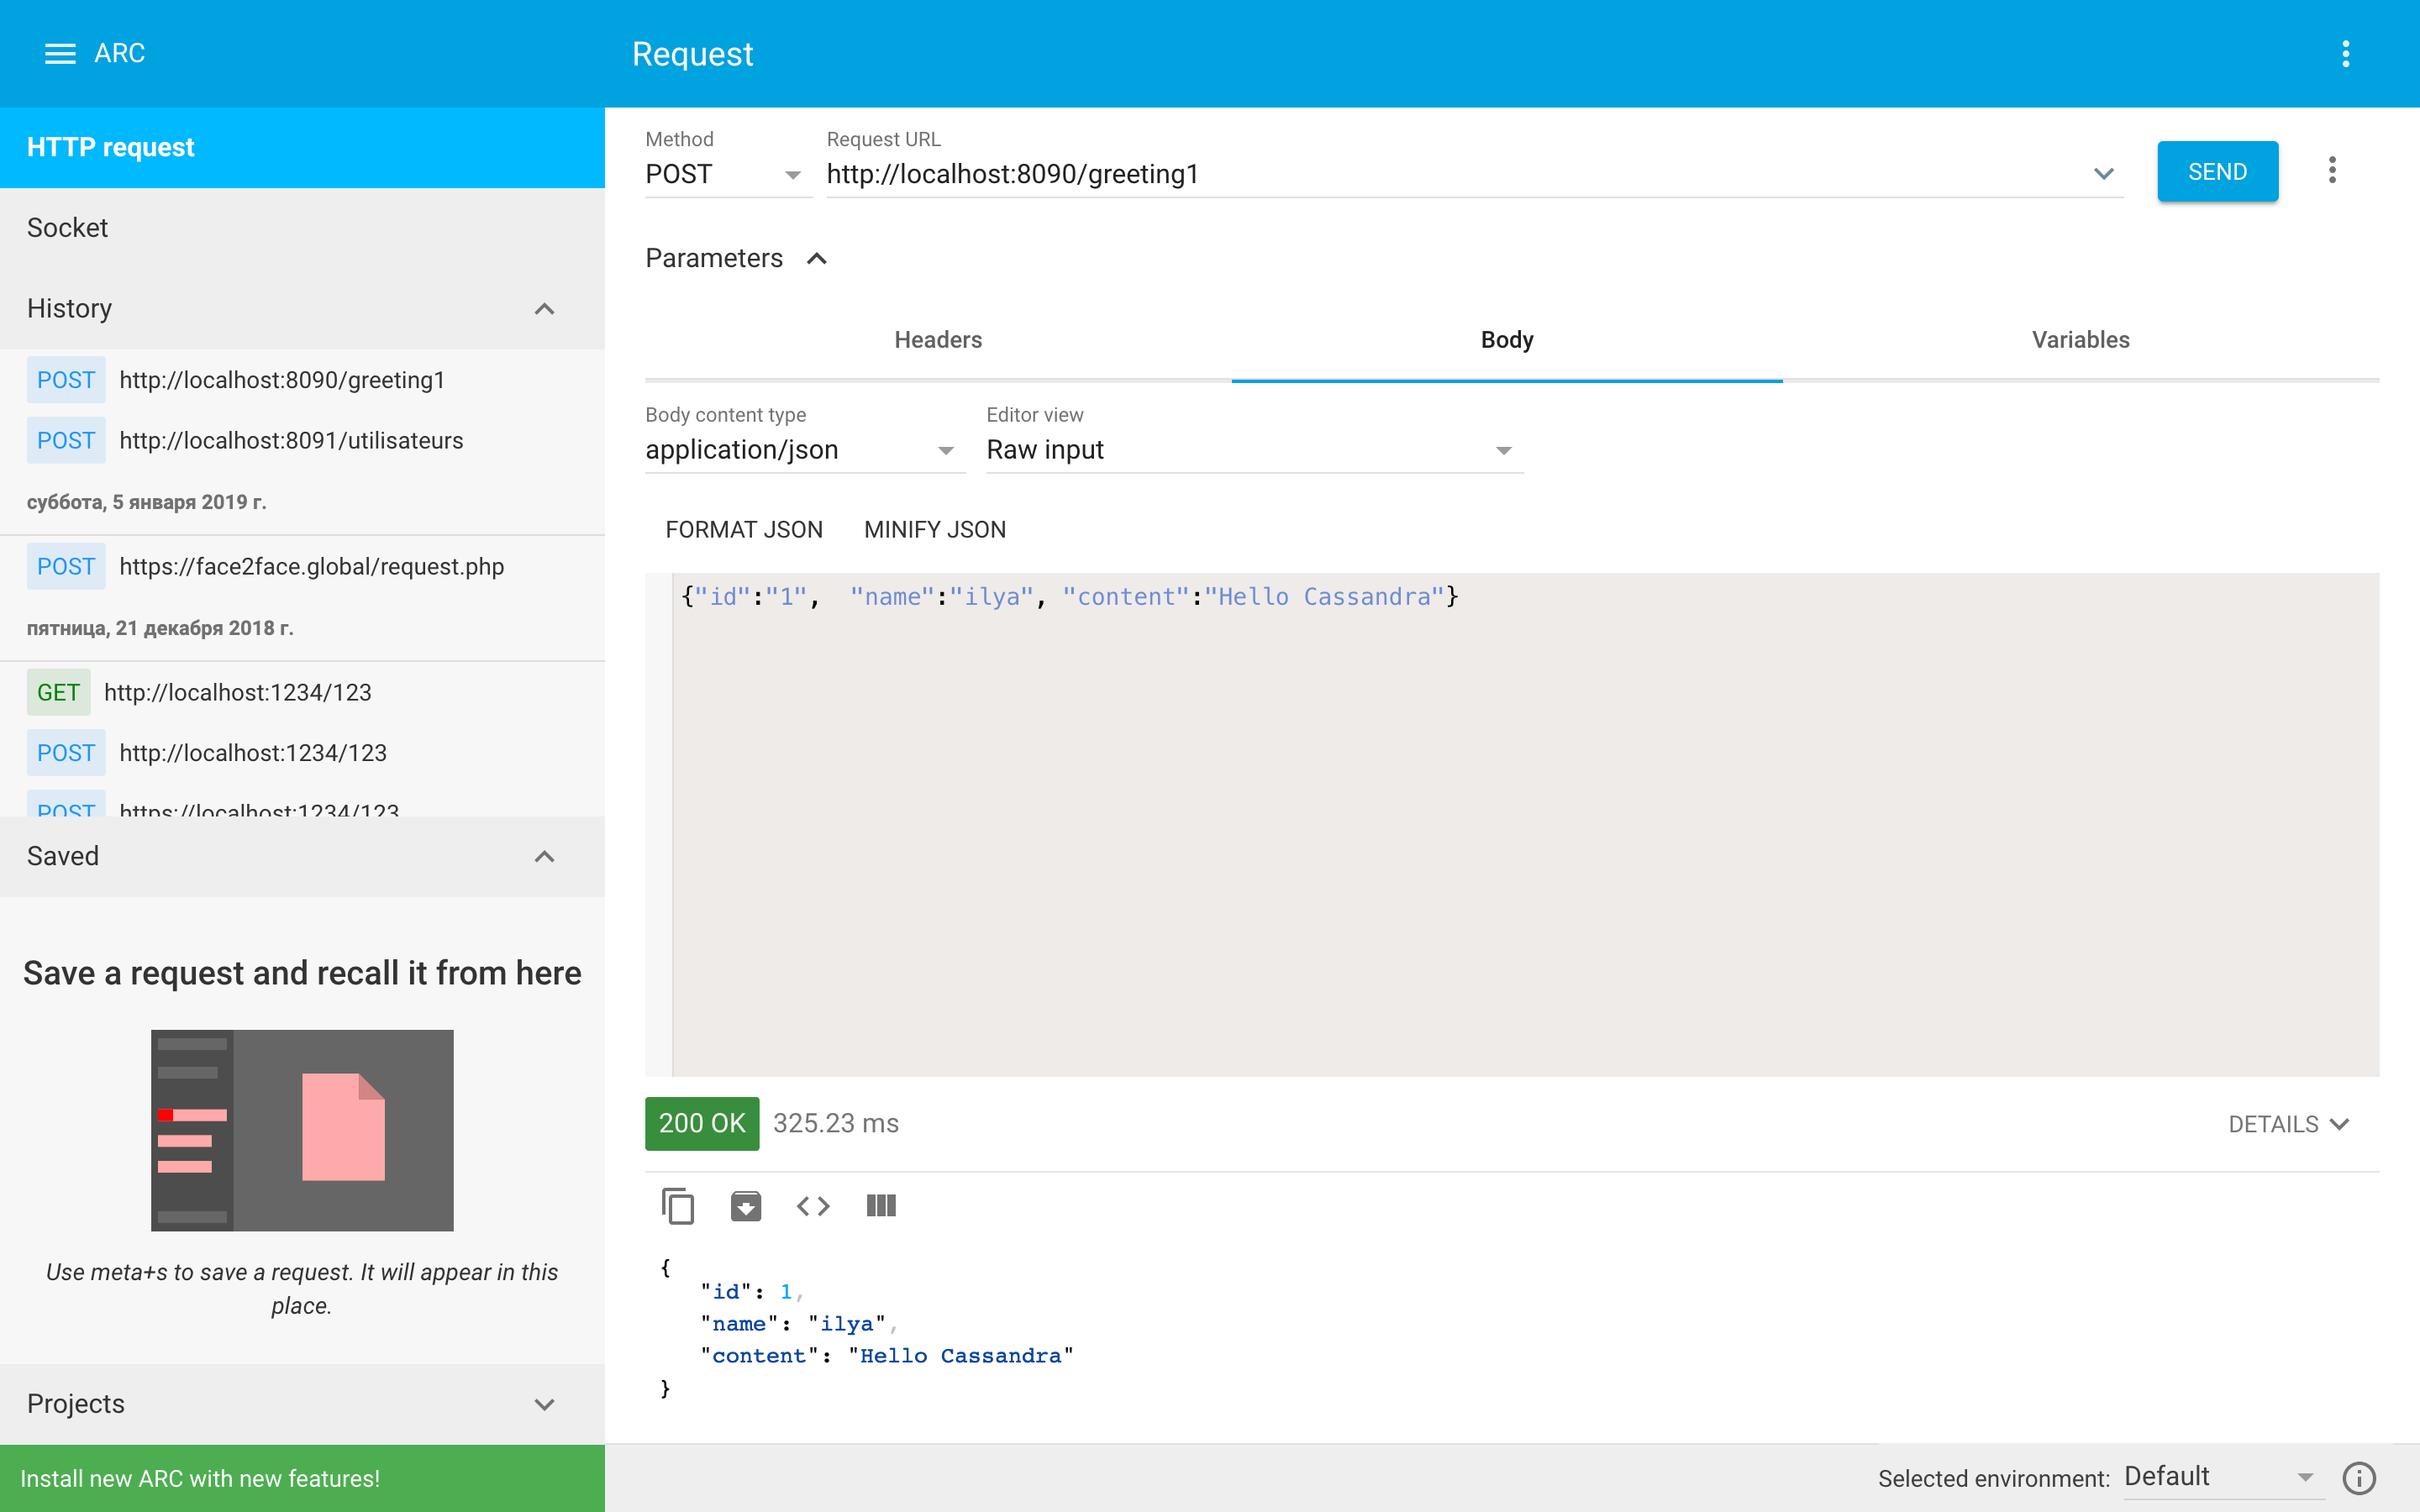 ARC
Request
HTTP request
Socket
History
POST http://localhost:8090/greeting1
POST http://localhost:8091/utilisateurs
суббота, 5 января 2019 г.
POST https://face2face.global/request.php
пятница, 21 декабря 2018 г.
GET http://localhost:1234/123
POST http://localhost:1234/123
POST https://localhost:1234/123
Saved
Save a request and recall it from here
Use meta+s to save a request. It will appear in this
place.
Projects
Install new ARC with new features!
Method
POST
Request URL
http://localhost:8090/greeting1
SEND
Parameters
Headers Body Variables
Body content type
application/json
Editor view
Raw input
FORMAT JSON MINIFY JSON
{"id":"1",  "name":"ilya", "content":"Hello Cassandra"}
200 OK 325.23 ms
DETAILS
{
"id": 1,
"name": "ilya",
"content": "Hello Cassandra"
}
Selected environment: Default